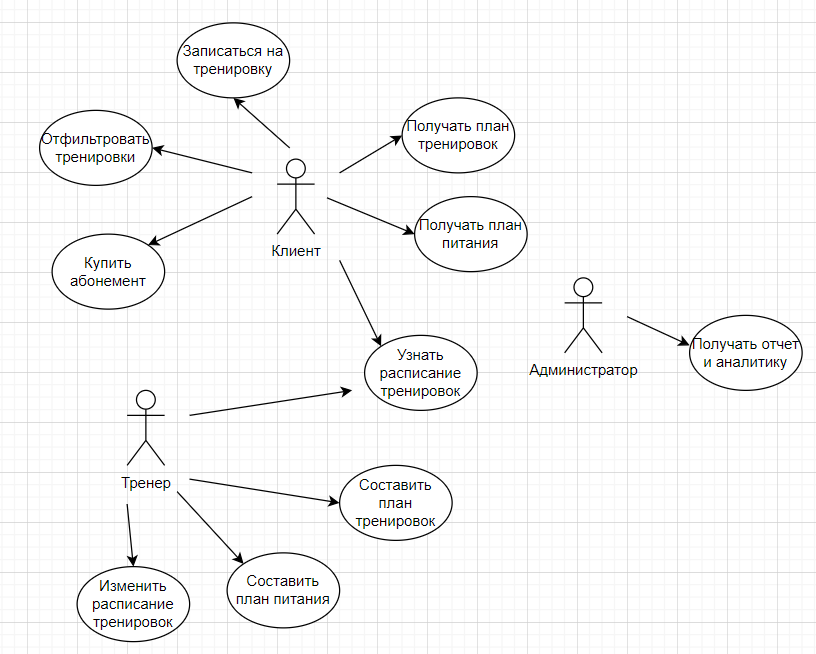 Записаться на
тренировку
Отфильтровать
тренировки
Получать план
тренировок
Получать план
питания
Клиент
Купить
абонемент
Получать отчет
и аналитику
Администратор
Узнать
расписание
тренировок
Тренер
Составить
план
тренировок
Составить
план питания
Изменить
расписание
тренировок